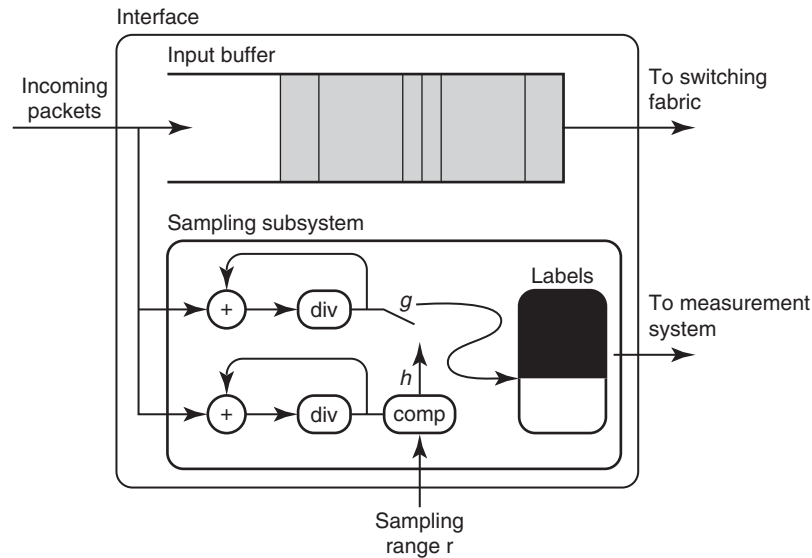 Interface
Input buffer
Incoming
packets
To switching
fabric
Sampling subsystem
Labels
+
div
g
To measurement
system
h
+
div
comp
Sampling
range r